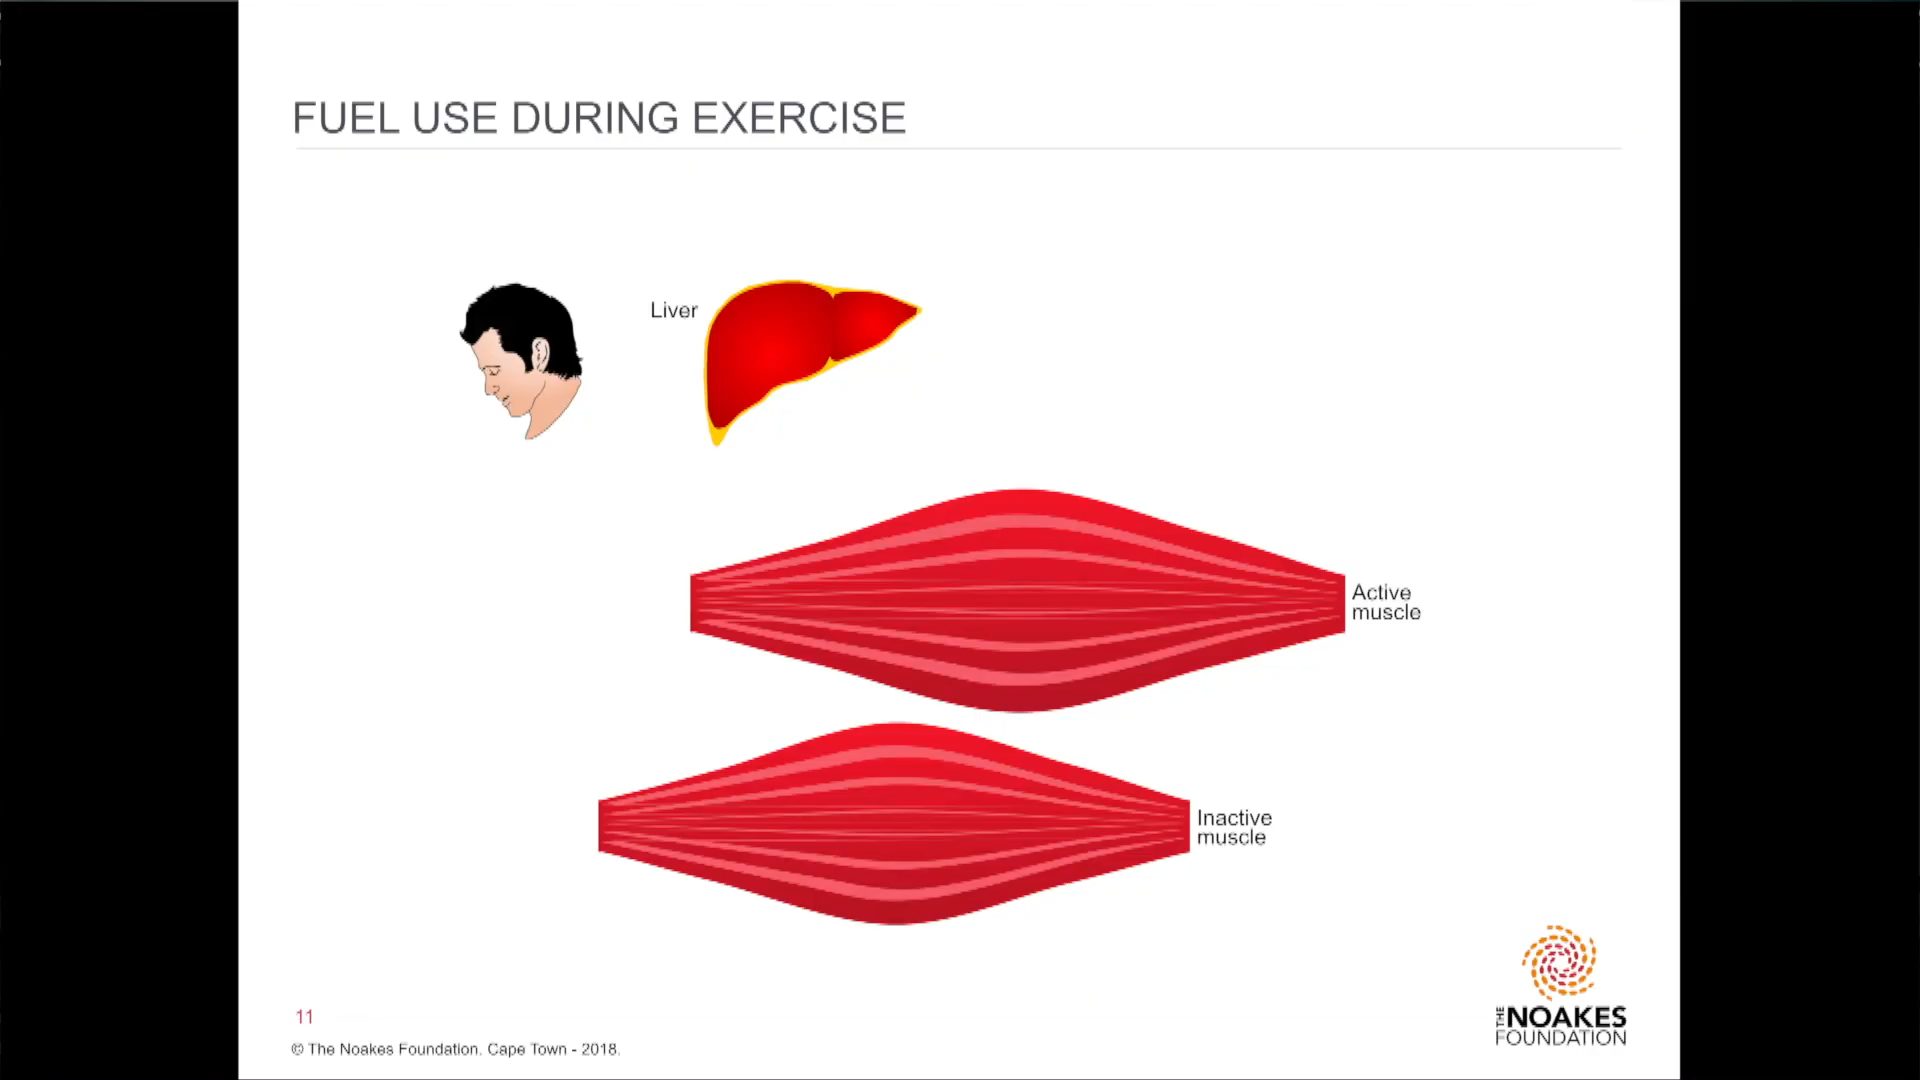 FUEL USE DURING EXERCISE
Liver
Active
muscle
Inactive
muscle
11
© The Noakes Foundation. Cape Town - 2018.
THE NOAKES
FOUNDATION